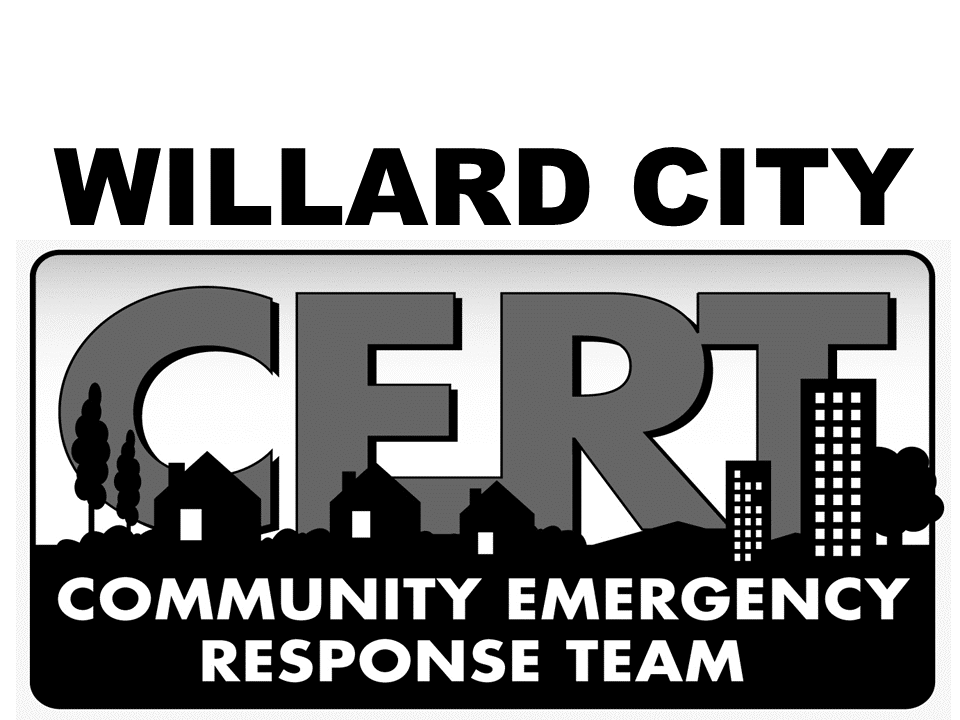 WILLARD CITY
CERT
COMMUNITY EMERGENCY
RESPONSE TEAM